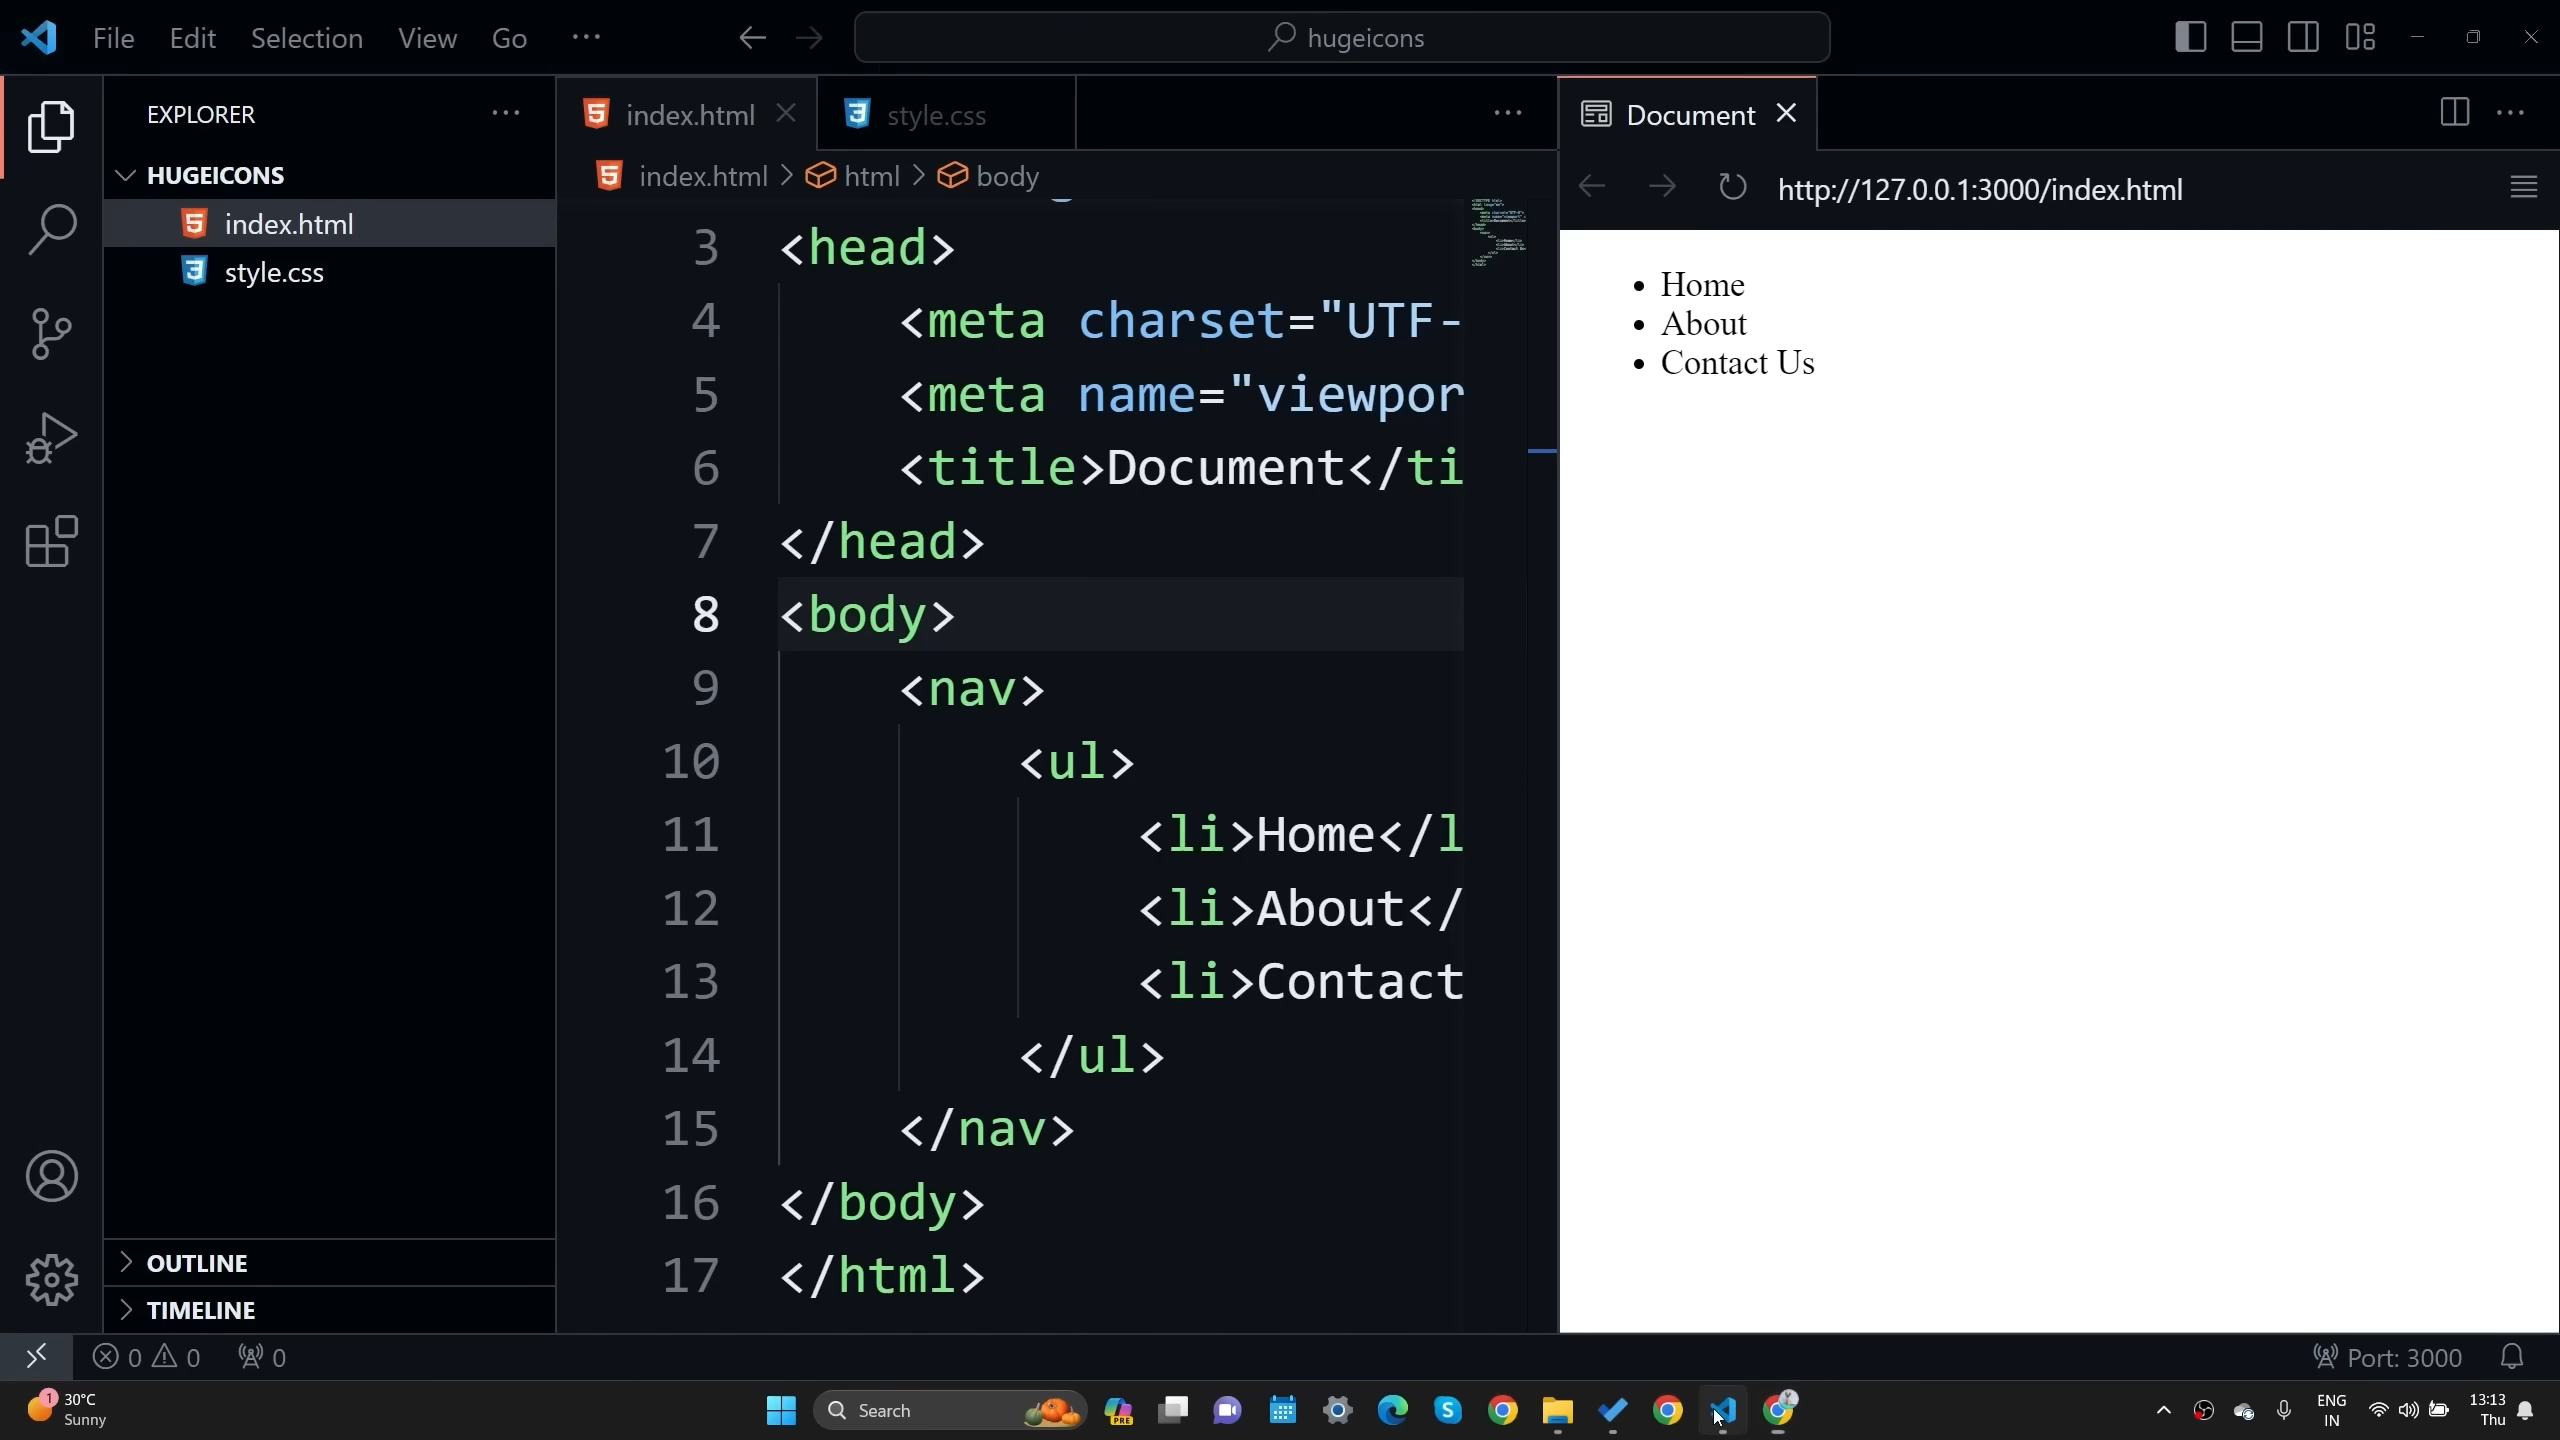 File Edit Selection View Go ···
hugeicons
EXPLORER ···
HUGEICONS
index.html
style.css
OUTLINE
TIMELINE
index.html
style.css
···
index.html > html > body
3 <head>
4 <meta charset="UTF-
5 <meta name="viewpor
6 <title>Document</ti
7 </head>
8 <body>
9 <nav>
10 <ul>
11 <li>Home</l
12 <li>About</
13 <li>Contact
14 </ul>
15 </nav>
16 </body>
17 </html>
Document
···
http://127.0.0.1:3000/index.html
• Home
• About
• Contact Us
0 0 0
Port: 3000
1
30°C
Sunny
Search
PRE
ENG
IN
13:13
Thu